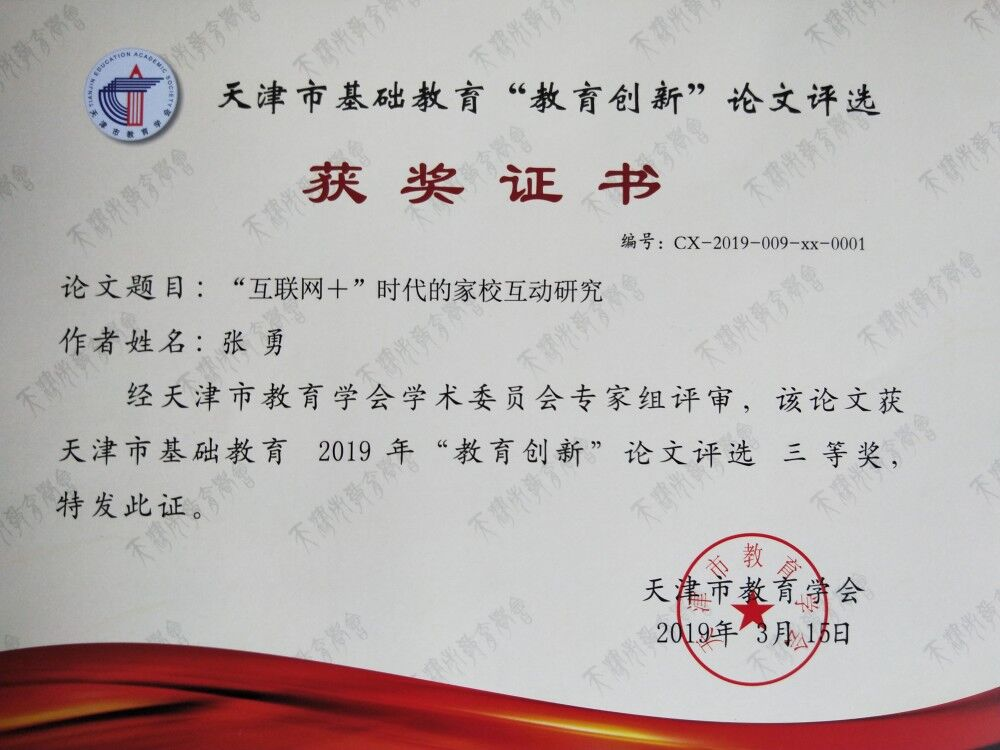 TIANJIN EDUCATION ACADEMIC SOCIETY
天津市教育学会
天津市基础教育“教育创新”论文评选
获奖证书
编号：CX-2019-009-xx-0001
论文题目：“互联网＋”时代的家校互动研究
作者姓名：张 勇
经天津市教育学会学术委员会专家组评审，该论文获
天津市基础教育 2019 年“教育创新”论文评选 三 等奖，
特发此证。
天津市教育学会
天津市教育学会
2019年 3月 15日